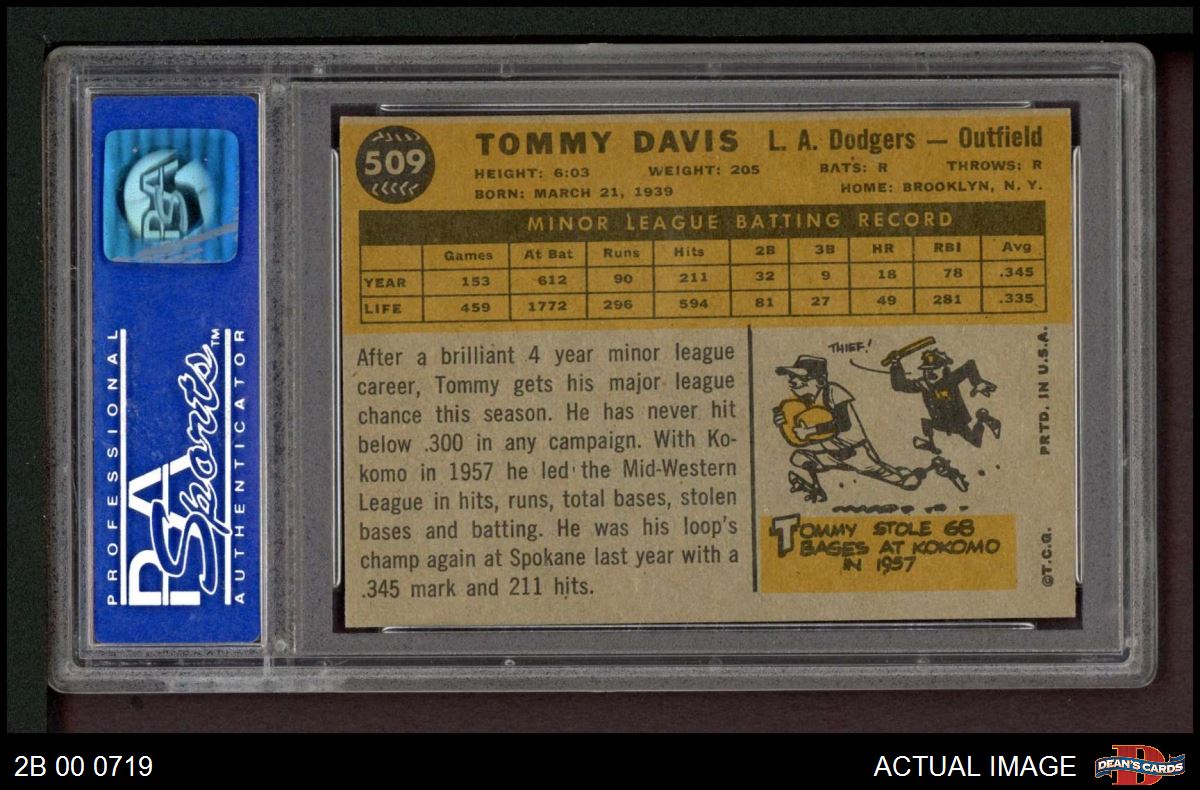 509
TOMMY DAVIS L. A. Dodgers — Outfield
HEIGHT: 6:03 WEIGHT: 205 BATS: R THROWS: R
BORN: MARCH 21, 1939 HOME: BROOKLYN, N. Y.
MINOR LEAGUE BATTING RECORD
Games At Bat Runs Hits 2B 3B HR RBI Avg
YEAR 153 612 90 211 32 9 18 78 .345
LIFE 459 1772 296 594 81 27 49 281 .335
After a brilliant 4 year minor league
career, Tommy gets his major league
chance this season. He has never hit
below .300 in any campaign. With Ko-
komo in 1957 he led the Mid-Western
League in hits, runs, total bases, stolen
bases and batting. He was his loop's
champ again at Spokane last year with a
.345 mark and 211 hits.
THIEF!
TOMMY STOLE 68
BASES AT KOKOMO
IN 1957
PRTD. IN U.S.A.
©T.C.G.
PSA
PROFESSIONAL
PSA Sports™
AUTHENTICATOR
2B 00 0719
ACTUAL IMAGE
D
DEAN'S CARDS